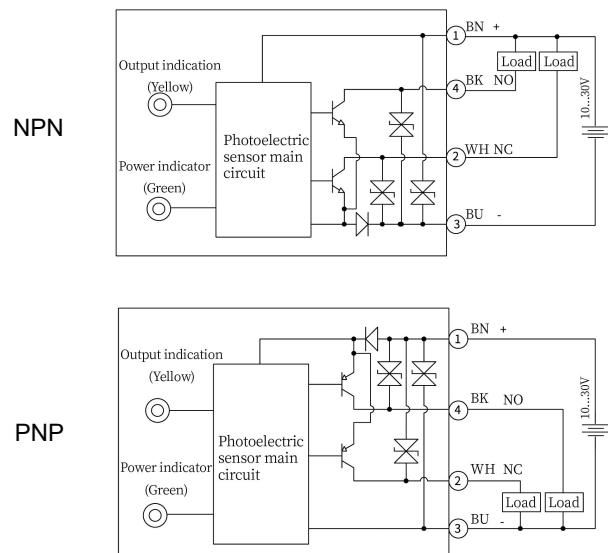 NPN
Output indication
(Yellow)
Power indicator
(Green)
Photoelectric
sensor main
circuit
1 BN +
4 BK NO
2 WH NC
3 BU -
Load Load
10...30V
PNP
Output indication
(Yellow)
Power indicator
(Green)
Photoelectric
sensor main
circuit
1 BN +
4 BK NO
2 WH NC
3 BU -
Load Load
10...30V